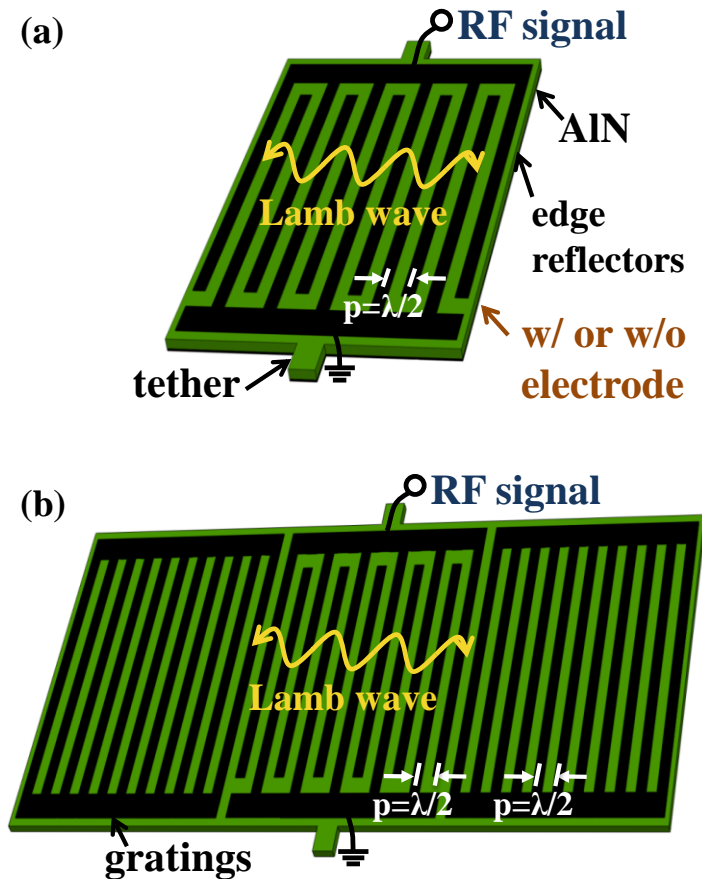 (a)
RF signal
AlN
Lamb wave
edge
reflectors
p=λ/2
w/ or w/o
electrode
tether
(b)
RF signal
Lamb wave
p=λ/2
p=λ/2
gratings